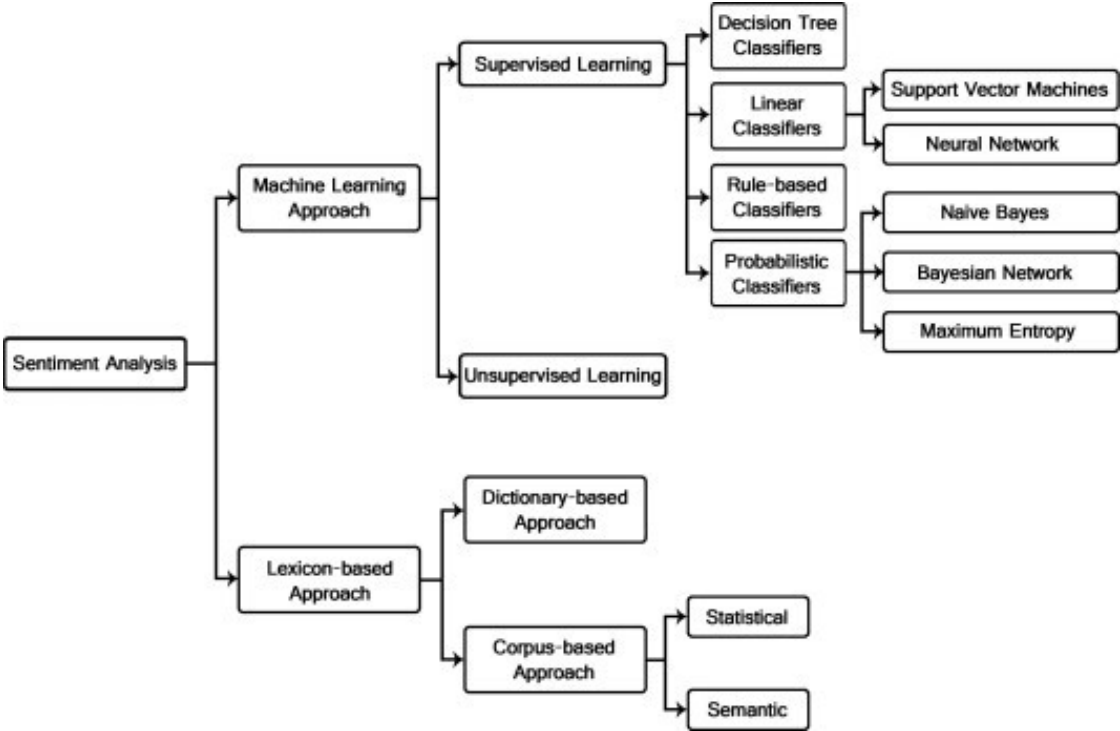 Decision Tree
Classifiers
Supervised Learning
Support Vector Machines
Linear
Classifiers
Neural Network
Machine Learning
Approach
Rule-based
Classifiers
Naive Bayes
Probabilistic
Classifiers
Bayesian Network
Maximum Entropy
Sentiment Analysis
Unsupervised Learning
Dictionary-based
Approach
Lexicon-based
Approach
Statistical
Corpus-based
Approach
Semantic